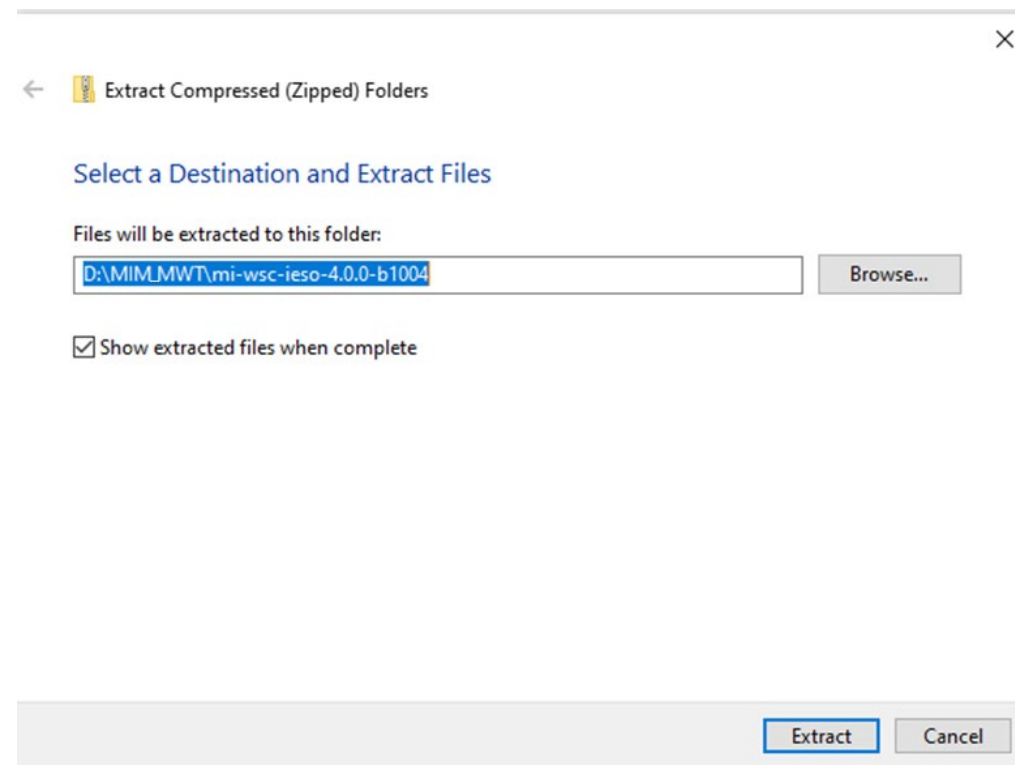 Extract Compressed (Zipped) Folders
Select a Destination and Extract Files
Files will be extracted to this folder:
D:\MIM_MWT\mi-wsc-ieso-4.0.0-b1004
Browse...
Show extracted files when complete
Extract
Cancel